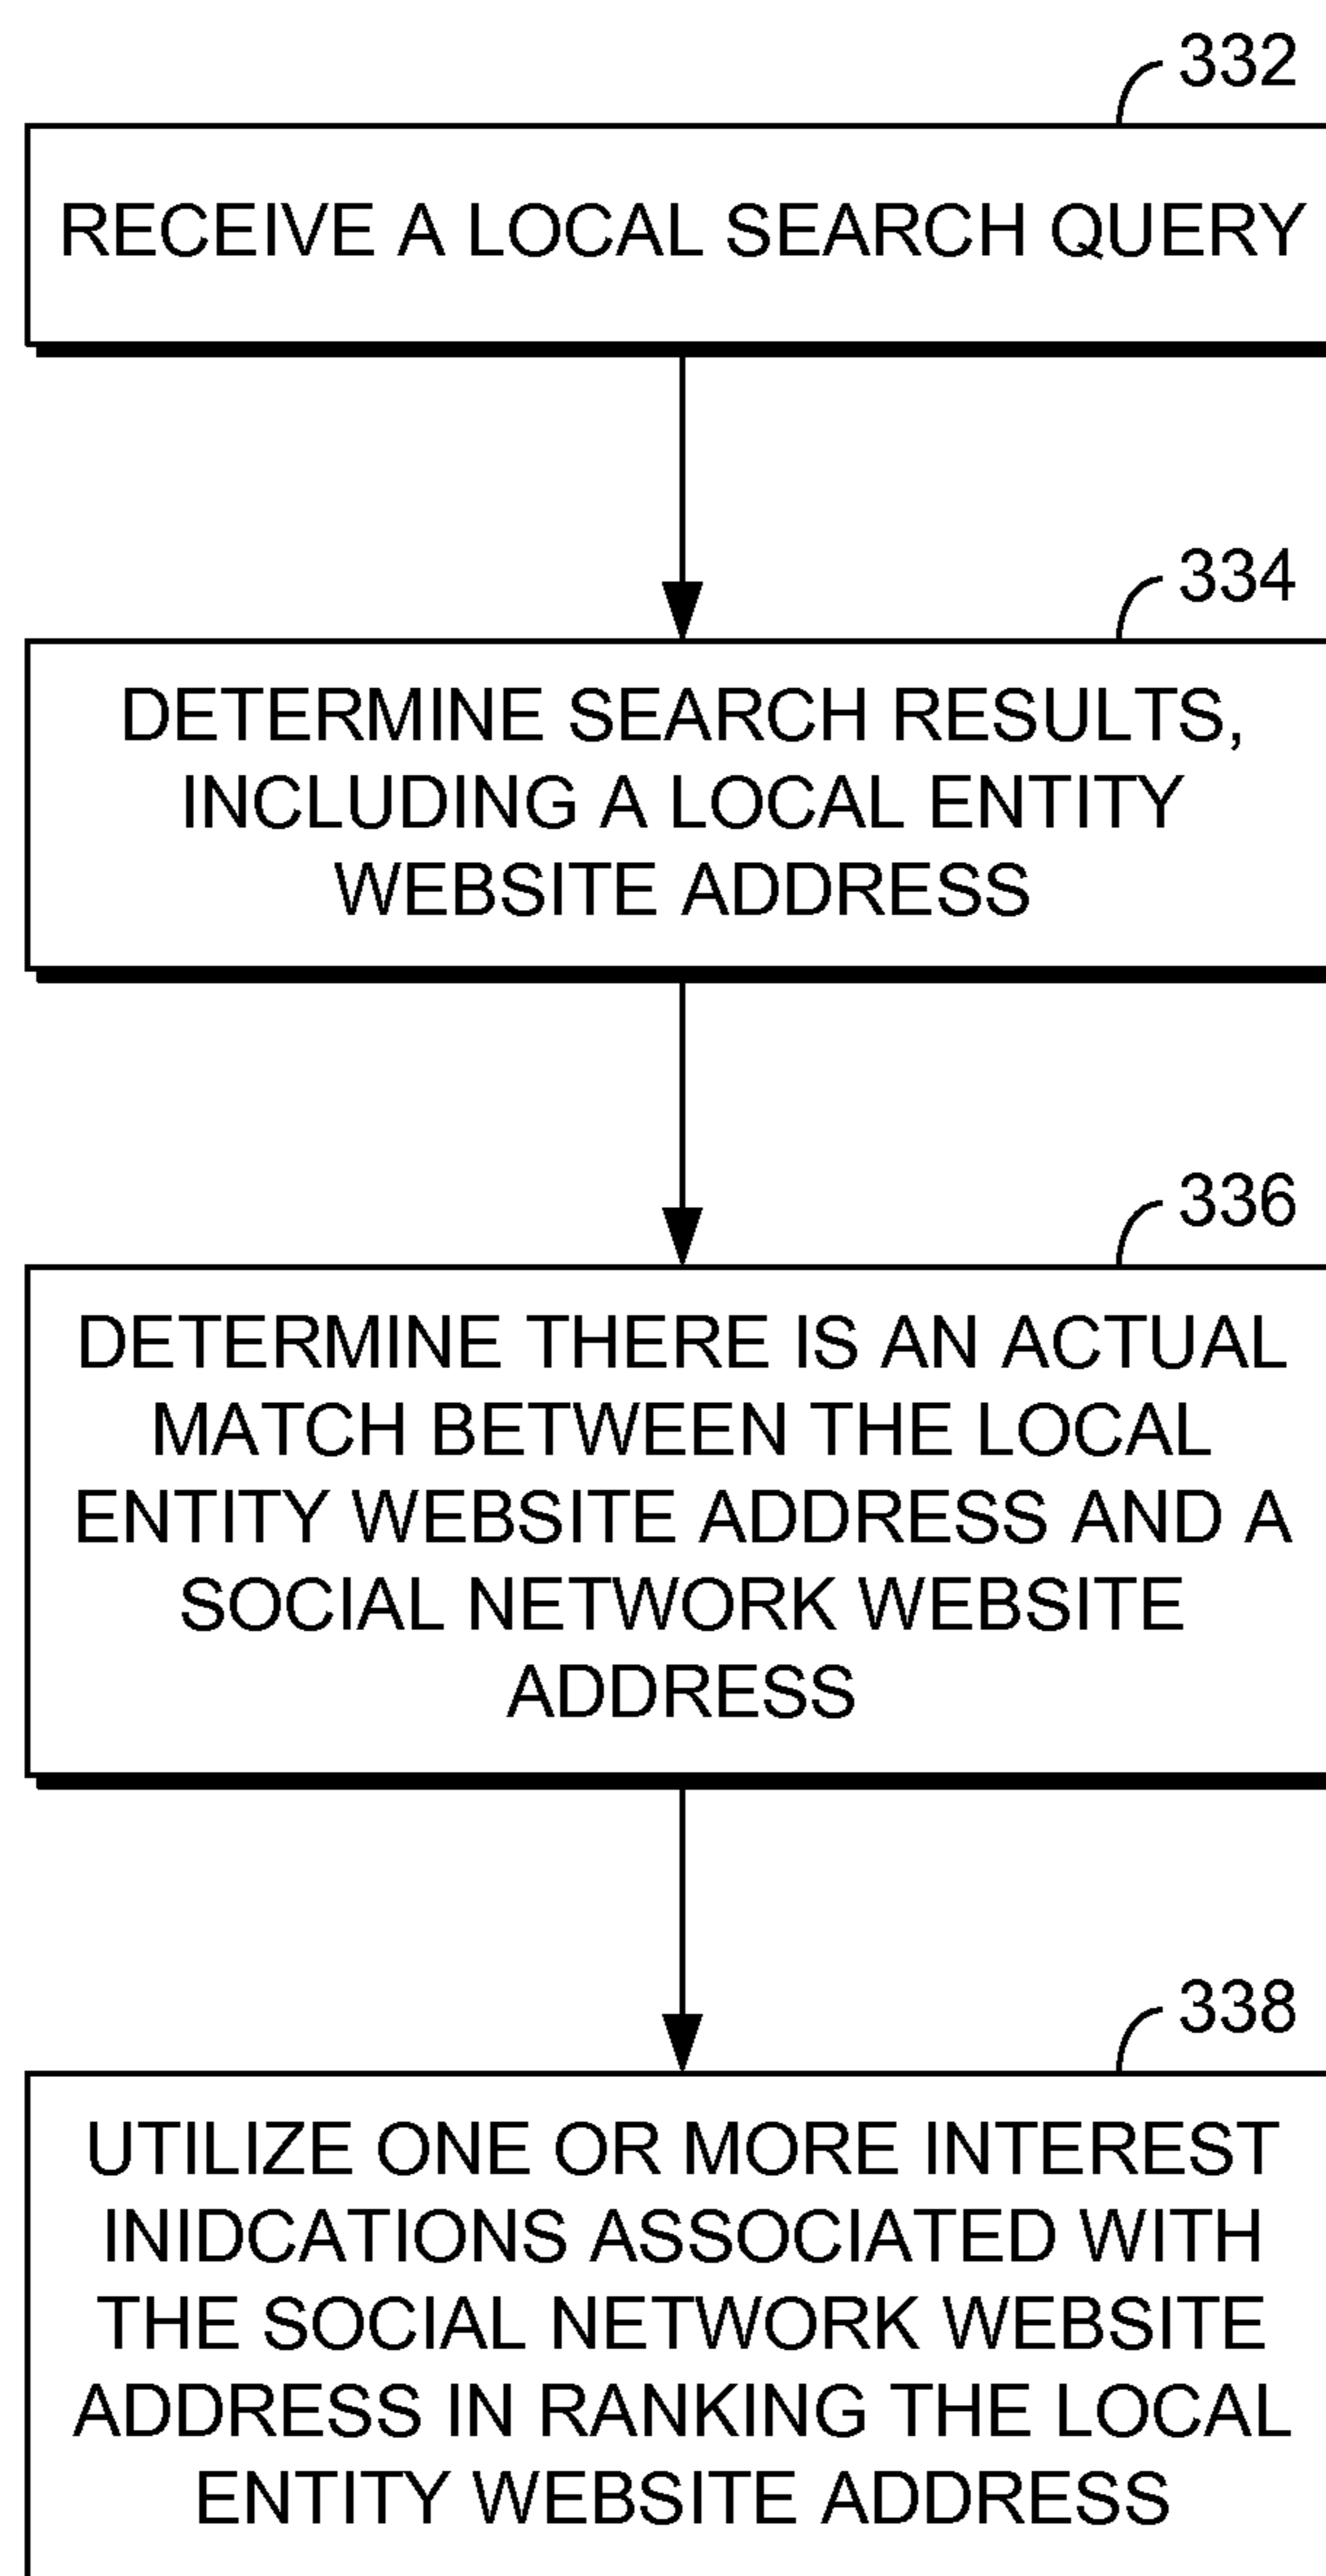 332
RECEIVE A LOCAL SEARCH QUERY
334
DETERMINE SEARCH RESULTS,
INCLUDING A LOCAL ENTITY
WEBSITE ADDRESS
336
DETERMINE THERE IS AN ACTUAL
MATCH BETWEEN THE LOCAL
ENTITY WEBSITE ADDRESS AND A
SOCIAL NETWORK WEBSITE
ADDRESS
338
UTILIZE ONE OR MORE INTEREST
INIDCATIONS ASSOCIATED WITH
THE SOCIAL NETWORK WEBSITE
ADDRESS IN RANKING THE LOCAL
ENTITY WEBSITE ADDRESS